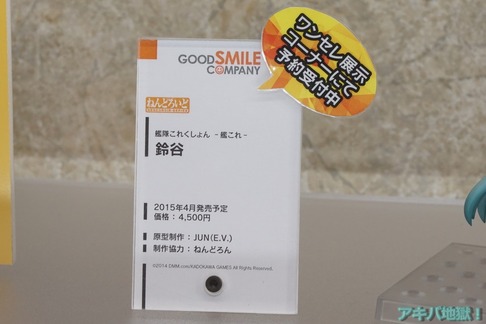 GOOD SMILE
COMPANY
ワンセレ展示
コーナーにて
予約受付中
ねんどろいど
艦隊これくしょん -艦これ-
鈴谷
2015年4月発売予定
価格：4,500円
原型制作：JUN(E.V.)
制作協力：ねんどろん
©2014 DMM.com/KADOKAWA GAMES All Rights Reserved.
アキバ地獄！